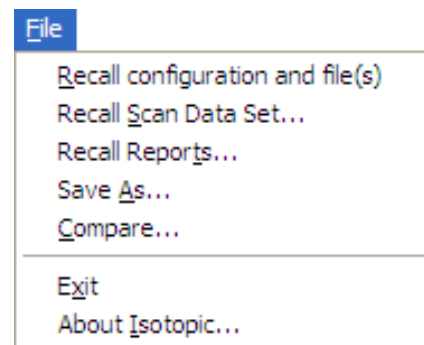 File
Recall configuration and file(s)
Recall Scan Data Set...
Recall Reports...
Save As...
Compare...
Exit
About Isotopic...